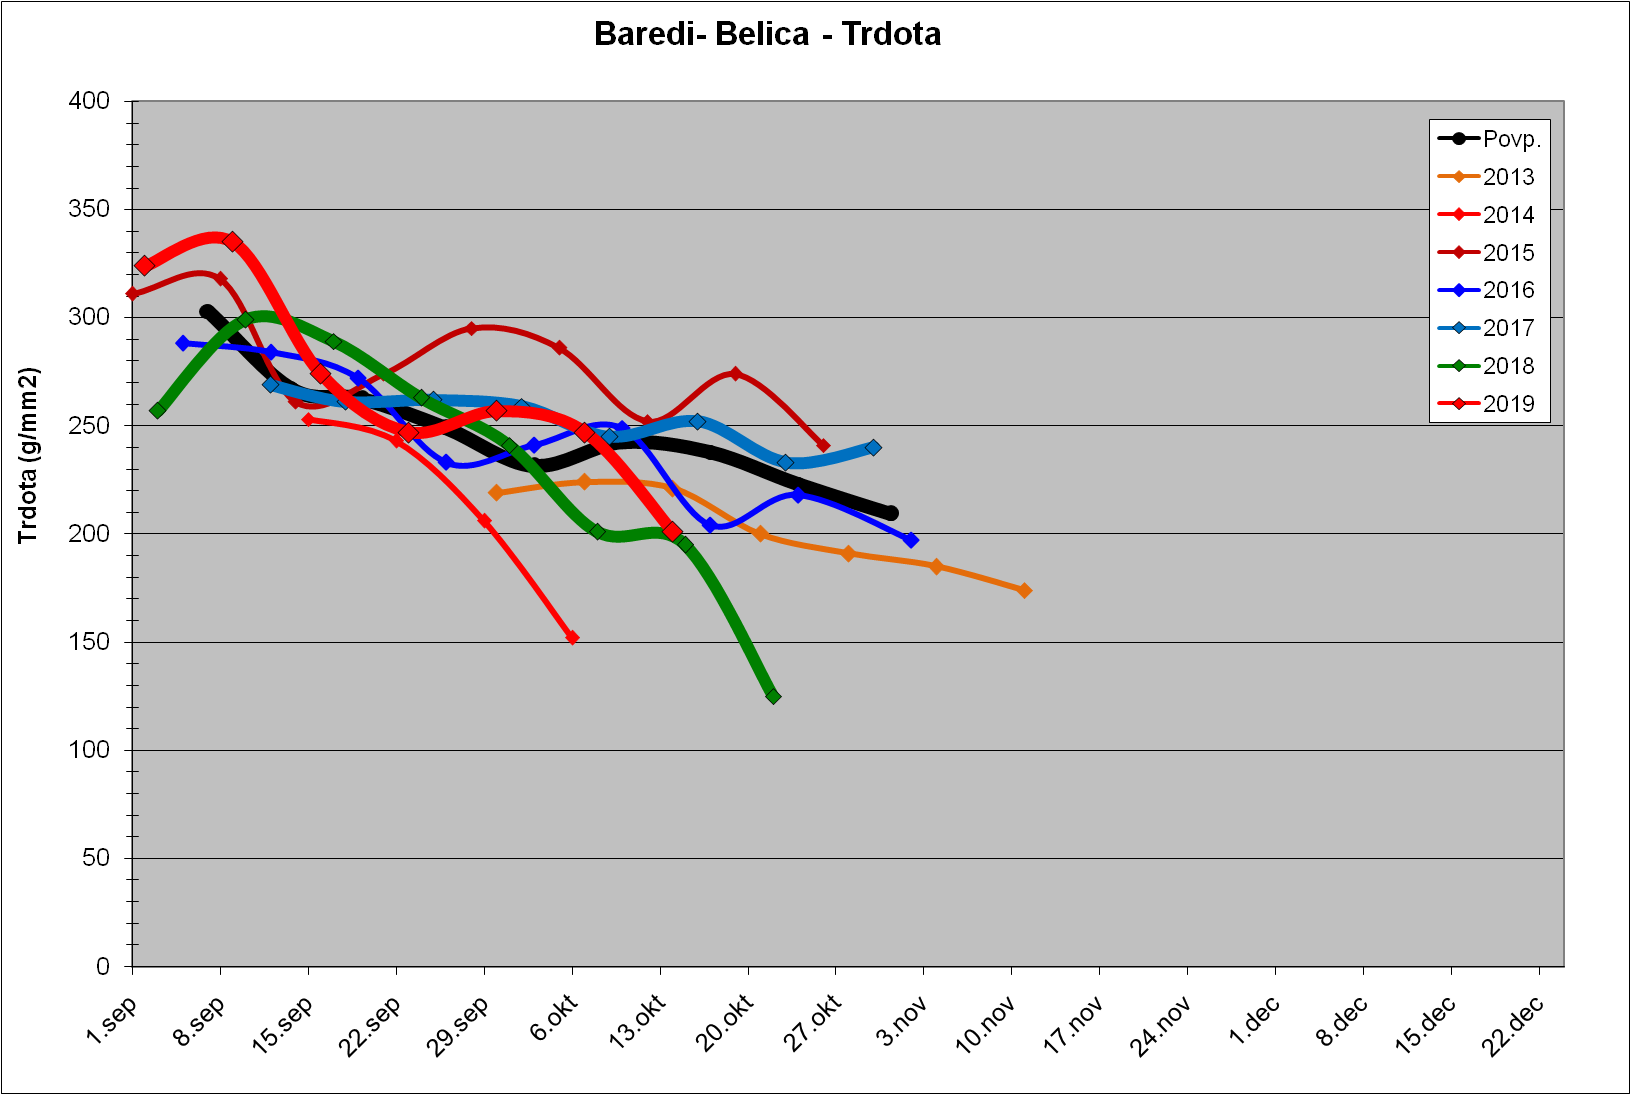 Baredi- Belica - Trdota
Trdota (g/mm2)
400
350
300
250
200
150
100
50
0
1.sep
8.sep
15.sep
22.sep
29.sep
6.okt
13.okt
20.okt
27.okt
3.nov
10.nov
17.nov
24.nov
1.dec
8.dec
15.dec
22.dec
Povp.
2013
2014
2015
2016
2017
2018
2019